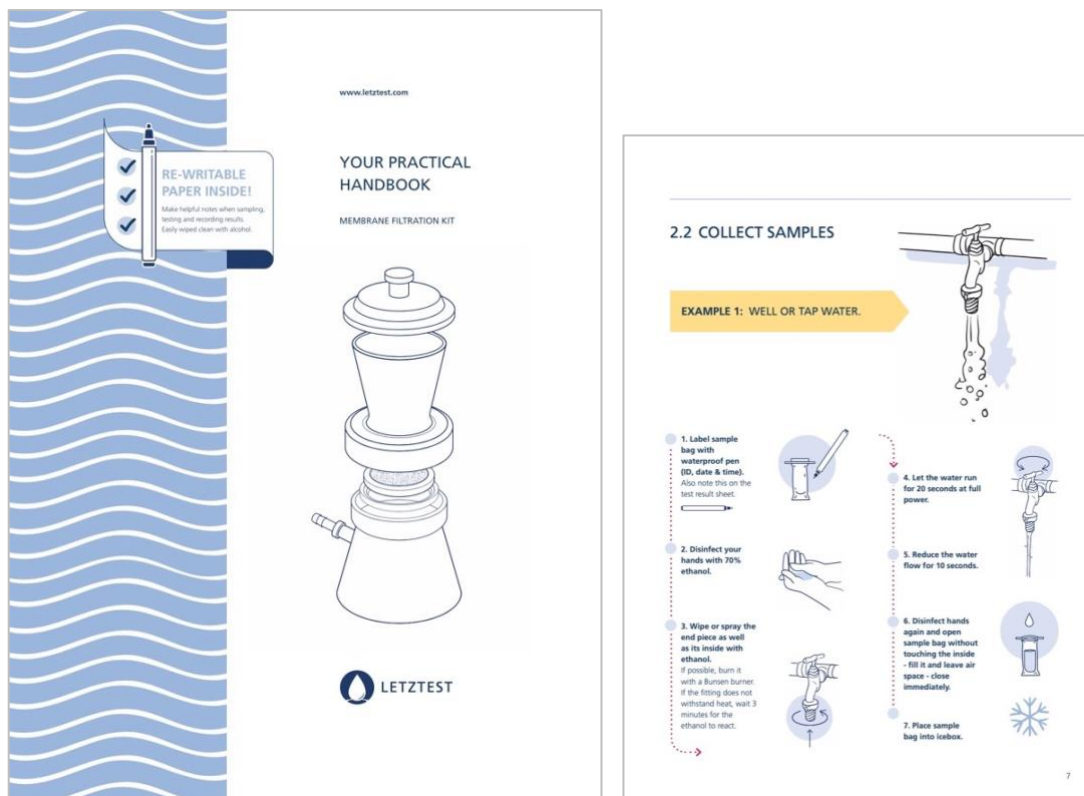 www.letztest.com
YOUR PRACTICAL
HANDBOOK
MEMBRANE FILTRATION KIT
RE-WRITABLE
PAPER INSIDE!
Make helpful notes when sampling,
testing and recording results.
Easily wiped clean with alcohol.
LETZTEST
2.2 COLLECT SAMPLES
EXAMPLE 1: WELL OR TAP WATER.
1. Label sample
bag with
waterproof pen
(ID, date & time).
Also note this on the
test result sheet.
2. Disinfect your
hands with 70%
ethanol.
3. Wipe or spray the
end piece as well
as its inside with
ethanol.
If possible, burn it
with a Bunsen burner.
If the fitting does not
withstand heat, wait 3
minutes for the
ethanol to react.
4. Let the water run
for 20 seconds at full
power.
5. Reduce the water
flow for 10 seconds.
6. Disinfect hands
again and open
sample bag without
touching the inside
- fill it and leave air
space - close
immediately.
7. Place sample
bag into icebox.
7